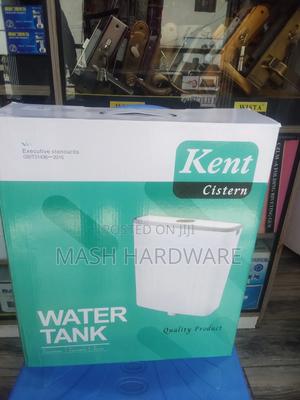 WISTA
Executive standards
Kent
Cistern
POSTED ON JIJI
MASH HARDWARE
WATER
TANK
Quality Product